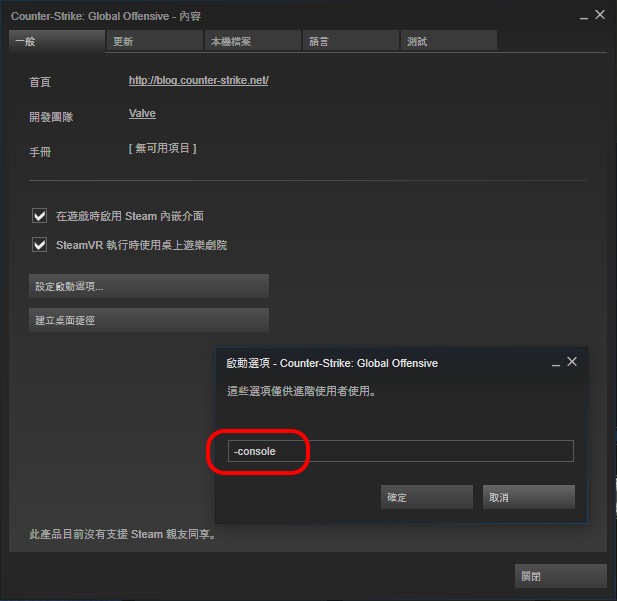 Counter-Strike: Global Offensive - 內容
一般 更新 本機檔案 語言 測試
首頁 http://blog.counter-strike.net/
開發團隊 Valve
手冊 [ 無可用項目 ]
在遊戲時啟用 Steam 內嵌介面
SteamVR 執行時使用桌上遊樂劇院
設定啟動選項...
建立桌面捷徑
啟動選項 - Counter-Strike: Global Offensive
這些選項僅供進階使用者使用。
-console
確定 取消
此產品目前沒有支援 Steam 親友同享。
關閉